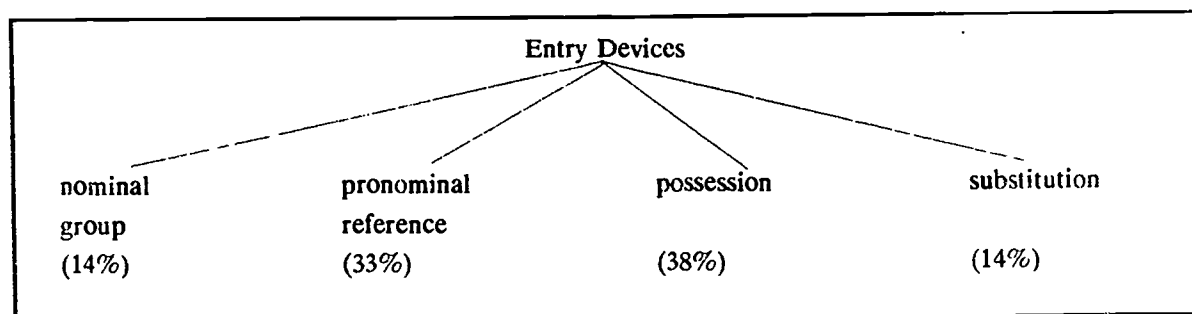 Entry Devices
nominal pronominal possession substitution
group reference
(14%) (33%) (38%) (14%)